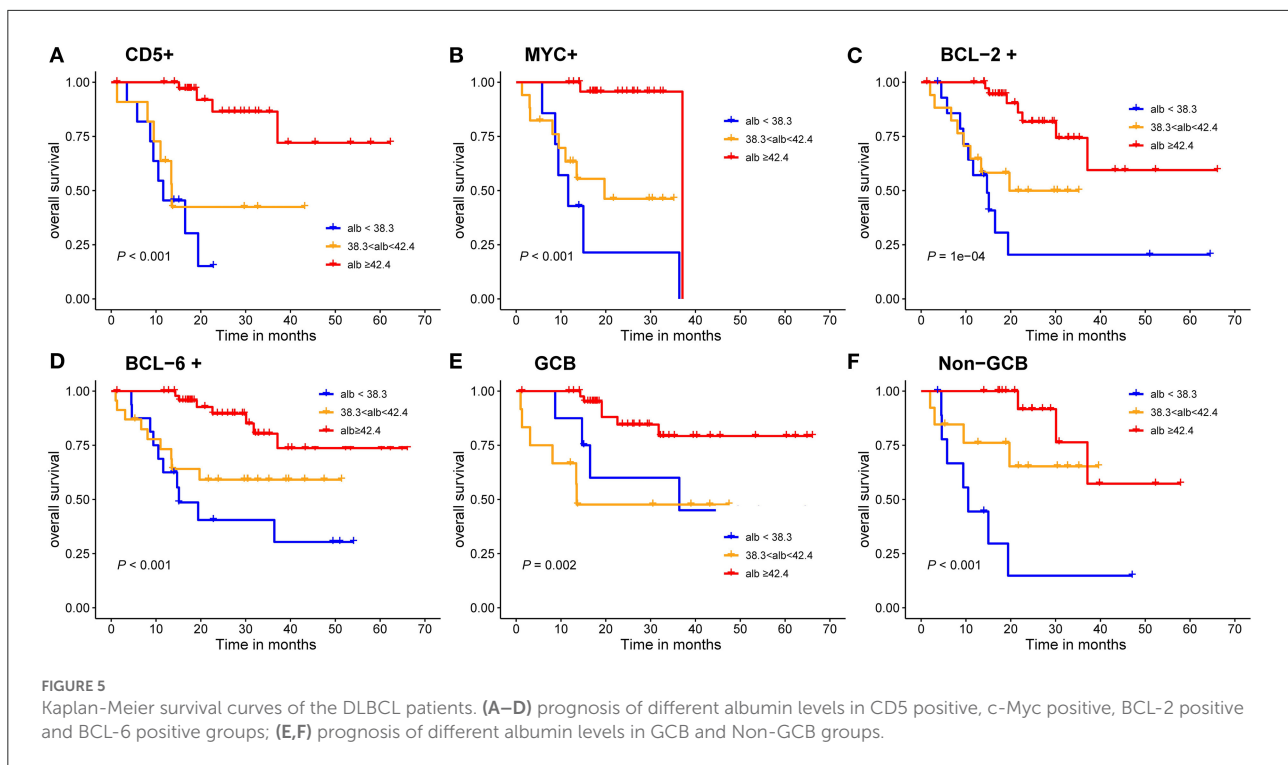 A
CD5+
overall survival
1.00
0.75
0.50
0.25
0.00
alb < 38.3
38.3<alb<42.4
alb ≥42.4
P < 0.001
0 10 20 30 40 50 60 70
Time in months
B
MYC+
overall survival
1.00
0.75
0.50
0.25
0.00
alb < 38.3
38.3<alb<42.4
alb ≥42.4
P < 0.001
0 10 20 30 40 50 60 70
Time in months
C
BCL−2 +
overall survival
1.00
0.75
0.50
0.25
0.00
alb < 38.3
38.3<alb<42.4
alb ≥42.4
P = 1e−04
0 10 20 30 40 50 60 70
Time in months
D
BCL−6 +
overall survival
1.00
0.75
0.50
0.25
0.00
alb < 38.3
38.3<alb<42.4
alb≥42.4
P < 0.001
0 10 20 30 40 50 60 70
Time in months
E
GCB
overall survival
1.00
0.75
0.50
0.25
0.00
alb < 38.3
38.3<alb<42.4
alb ≥42.4
P = 0.002
0 10 20 30 40 50 60 70
Time in months
F
Non−GCB
overall survival
1.00
0.75
0.50
0.25
0.00
alb < 38.3
38.3<alb<42.4
alb ≥42.4
P < 0.001
0 10 20 30 40 50 60 70
Time in months
FIGURE 5
Kaplan-Meier survival curves of the DLBCL patients. (A–D) prognosis of different albumin levels in CD5 positive, c-Myc positive, BCL-2 positive
and BCL-6 positive groups; (E,F) prognosis of different albumin levels in GCB and Non-GCB groups.